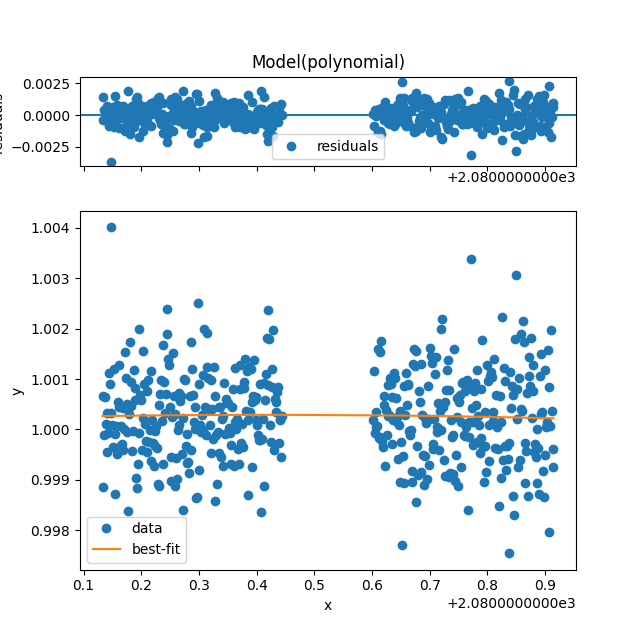 Model(polynomial)
0.0025
0.0000
−0.0025
residuals
residuals
+2.0800000000e3
1.004
1.003
1.002
1.001
1.000
0.999
0.998
y
data
best-fit
0.1 0.2 0.3 0.4 0.5 0.6 0.7 0.8 0.9
x
+2.0800000000e3